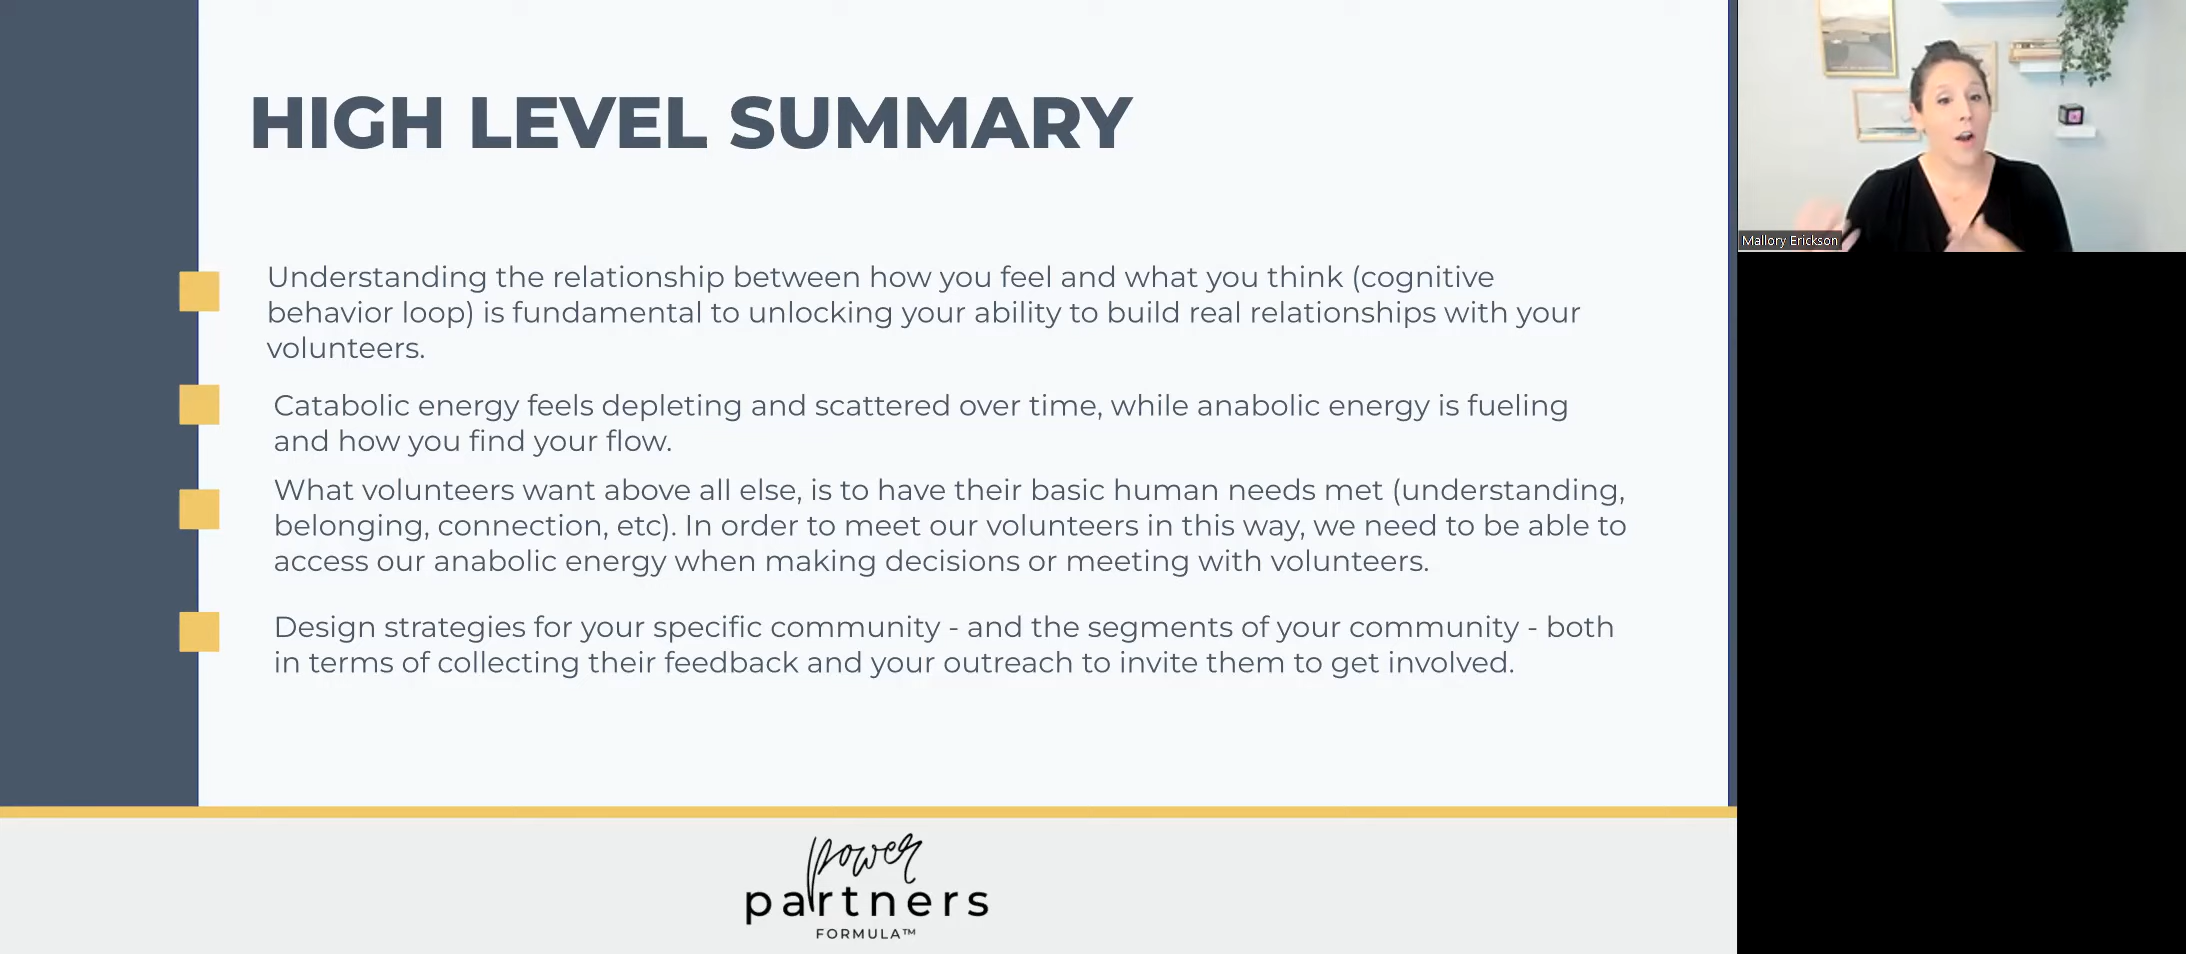 HIGH LEVEL SUMMARY
Understanding the relationship between how you feel and what you think (cognitive
behavior loop) is fundamental to unlocking your ability to build real relationships with your
volunteers.
Catabolic energy feels depleting and scattered over time, while anabolic energy is fueling
and how you find your flow.
What volunteers want above all else, is to have their basic human needs met (understanding,
belonging, connection, etc). In order to meet our volunteers in this way, we need to be able to
access our anabolic energy when making decisions or meeting with volunteers.
Design strategies for your specific community - and the segments of your community - both
in terms of collecting their feedback and your outreach to invite them to get involved.
power
partners
FORMULA™
Mallory Erickson